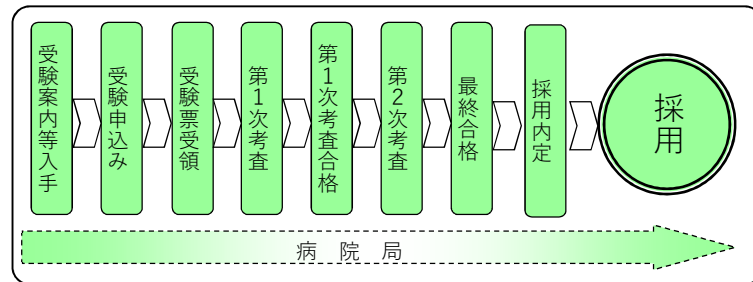 受験案内等入手
受験申込み
受験票受領
第1次考査
第1次考査合格
第2次考査
最終合格
採用内定
採用
病院局